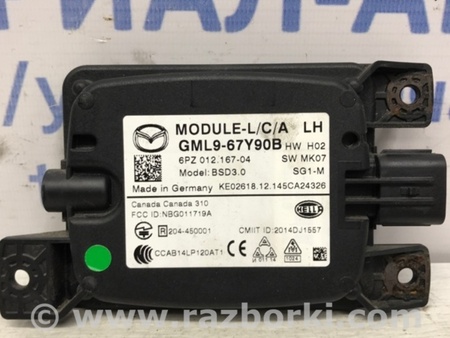 MODULE-L/C/A LH
GML9-67Y90B HW H02
6PZ 012.167-04 SW MK07
Model: BSD3.0 SG1-M
Made in Germany KE02618.12.145CA24326
Canada Canada 310
FCC ID:NBG011719A
HELLA
R 204-450001 CMIIT ID:2014DJ1557
CCAB14LP120AT1
1024
www.razborki.com